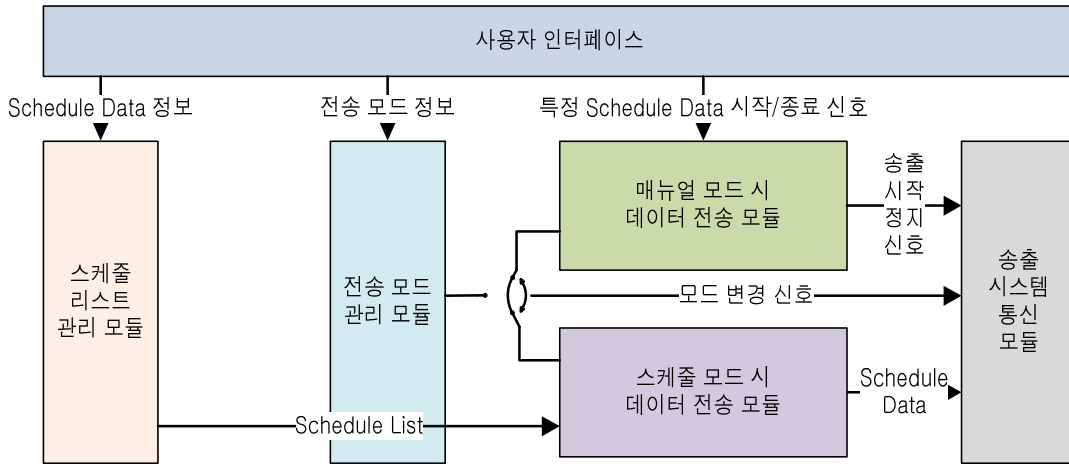 사용자 인터페이스
Schedule Data 정보
전송 모드 정보
특정 Schedule Data 시작/종료 신호
스케줄
리스트
관리 모듈
전송 모드
관리 모듈
매뉴얼 모드 시
데이터 전송 모듈
송출
시작
정지
신호
모드 변경 신호
스케줄 모드 시
데이터 전송 모듈
Schedule
Data
Schedule List
송출
시스템
통신
모듈